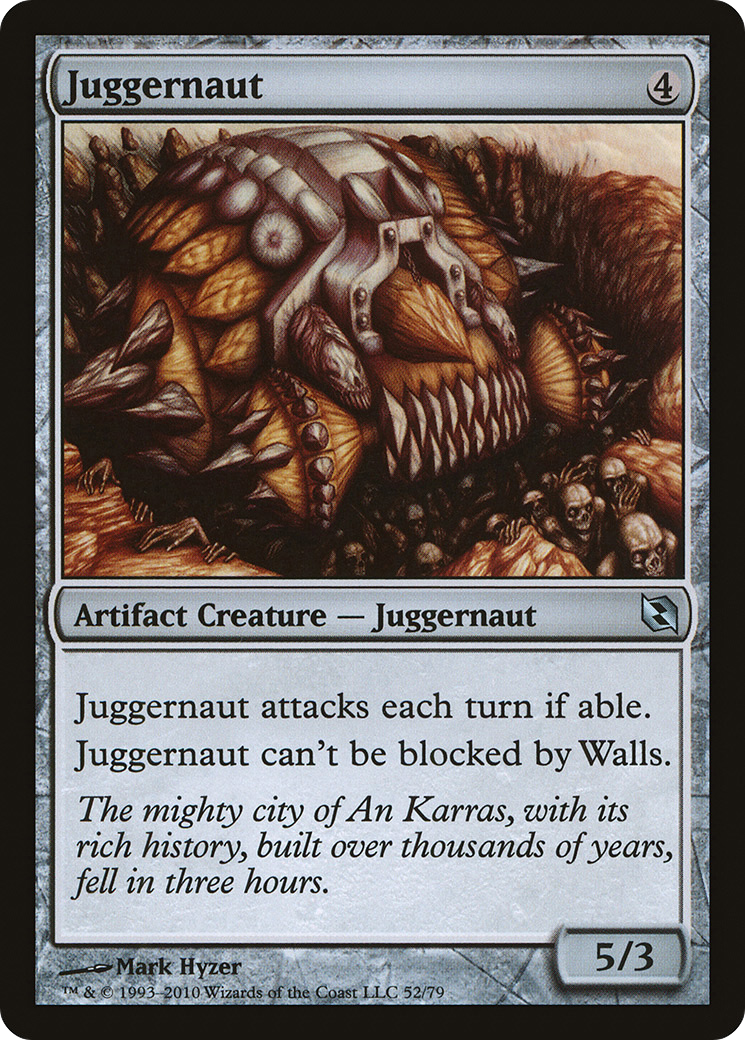 Juggernaut
4
Artifact Creature — Juggernaut
Juggernaut attacks each turn if able.
Juggernaut can't be blocked by Walls.
The mighty city of An Karras, with its
rich history, built over thousands of years,
fell in three hours.
5/3
Mark Hyzer
™ & © 1993–2010 Wizards of the Coast LLC 52/79